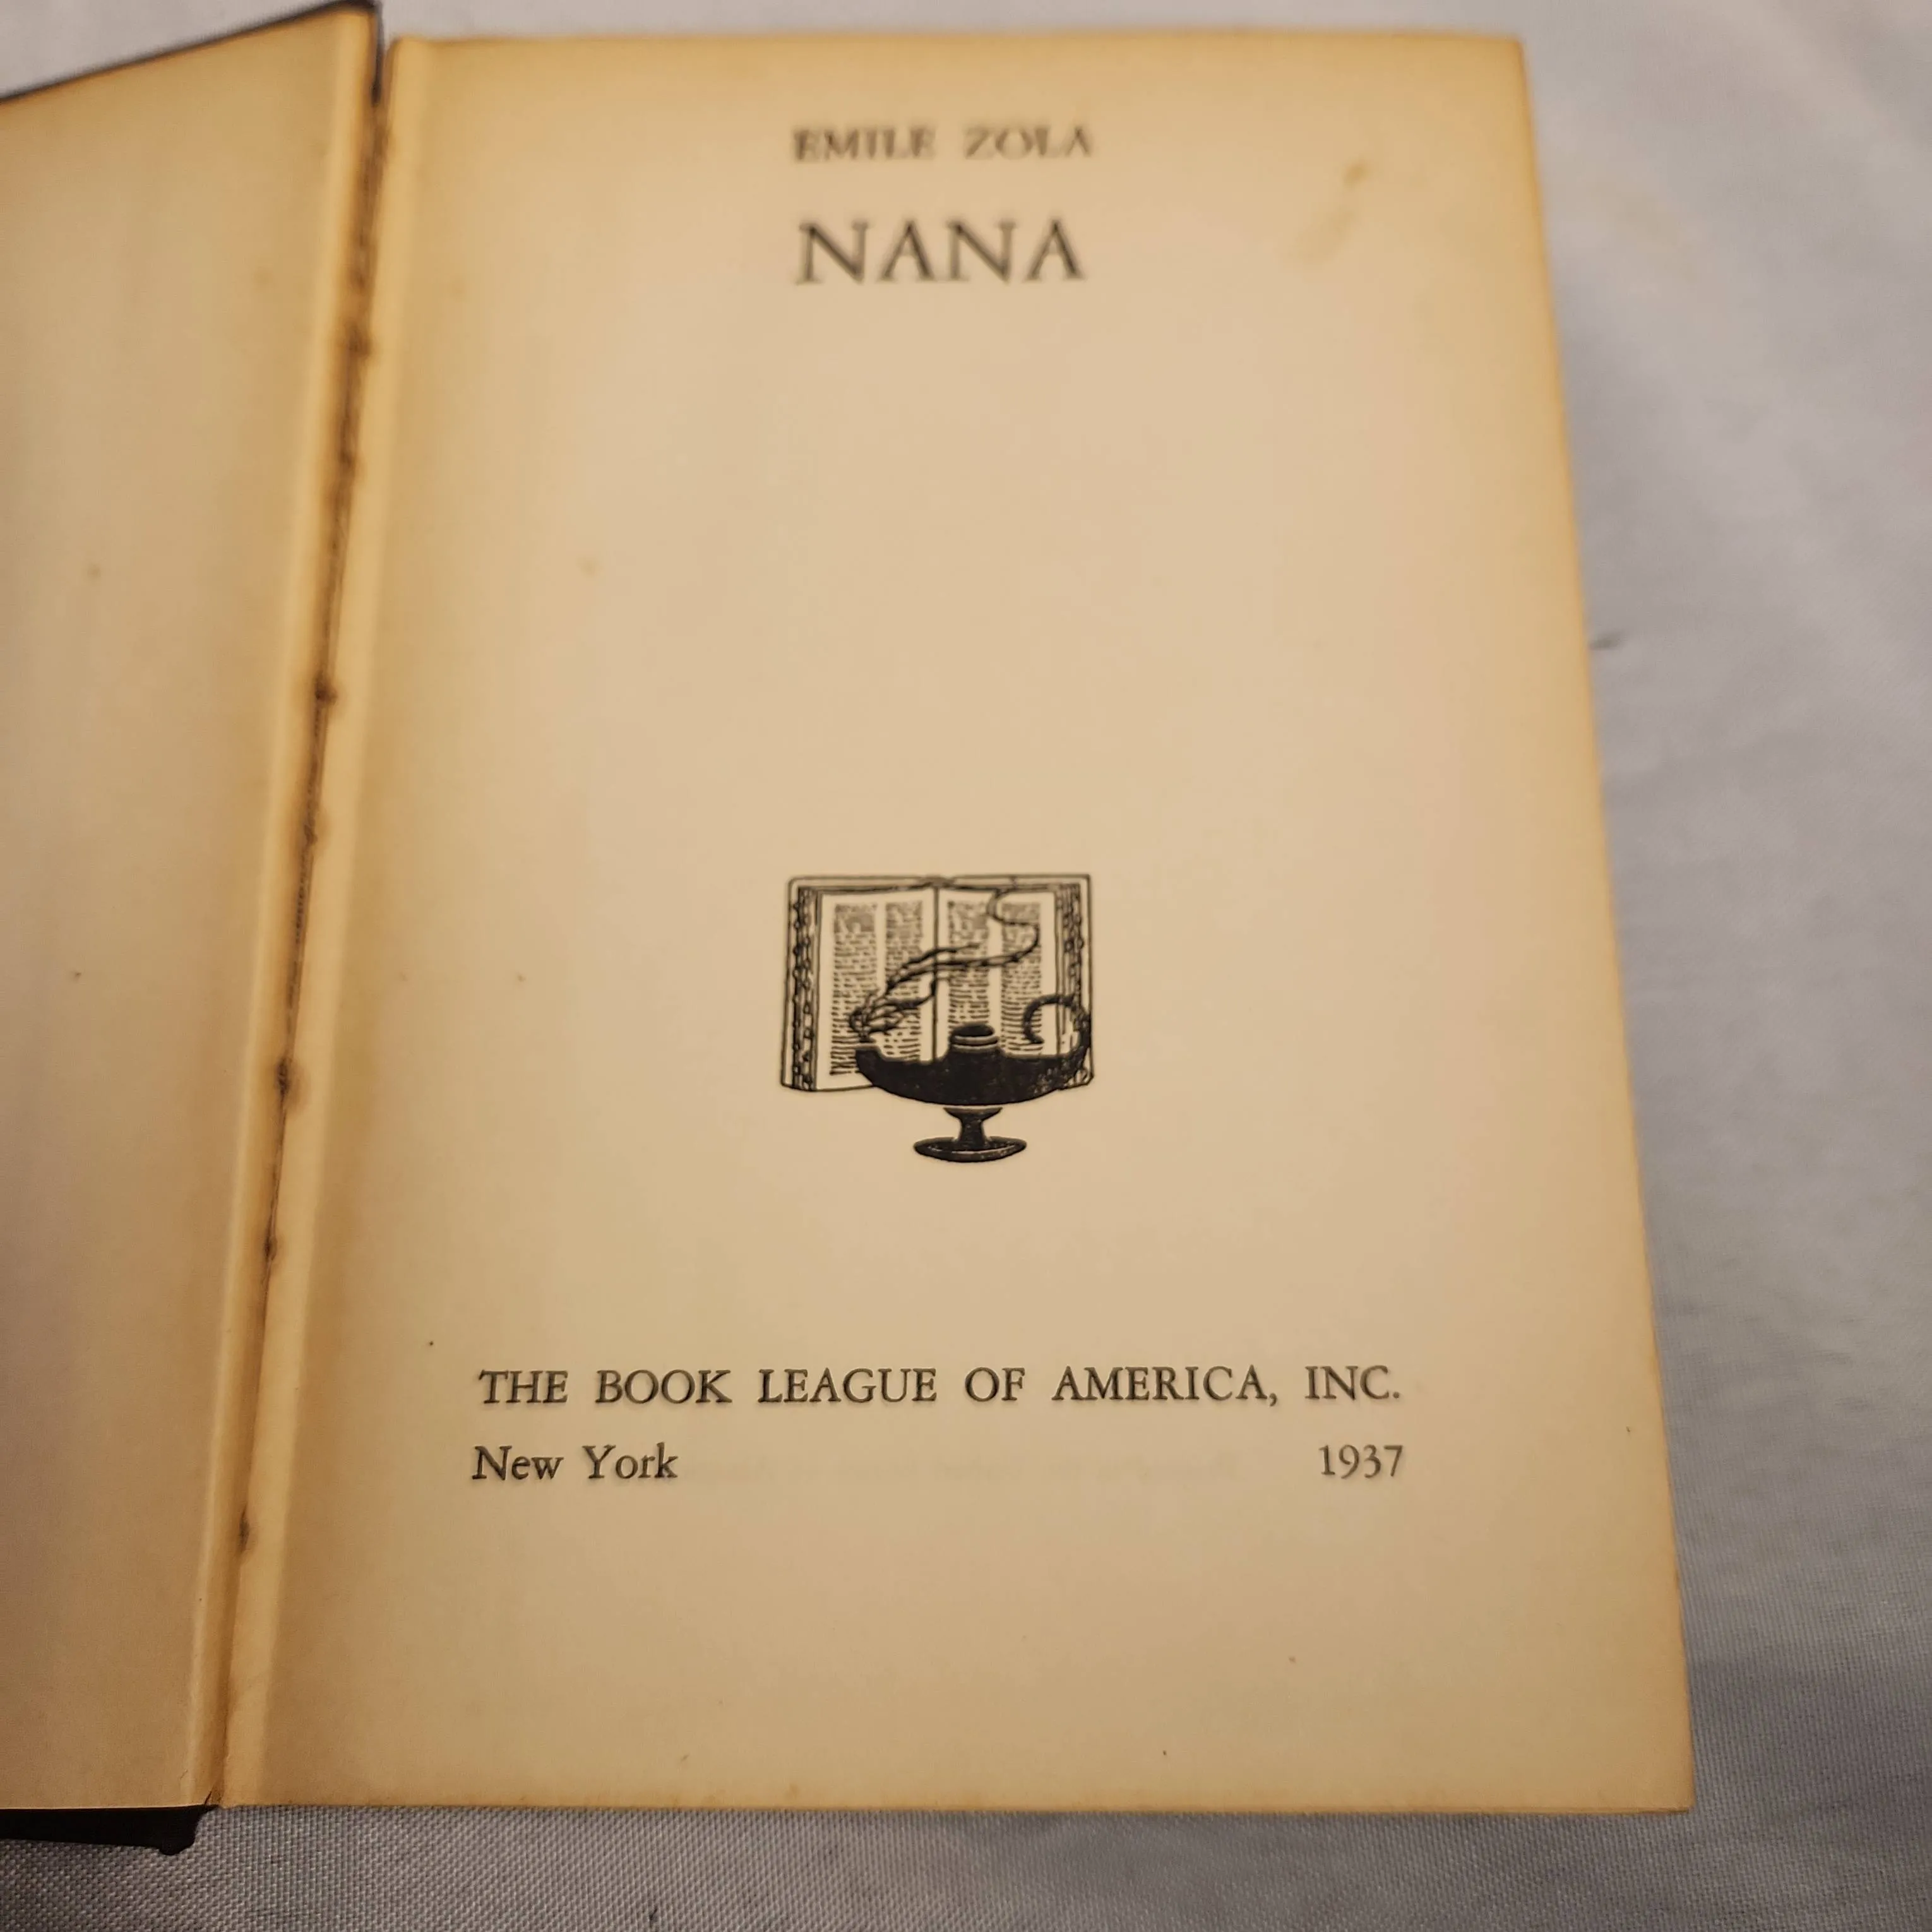 EMILE ZOLA
NANA
THE BOOK LEAGUE OF AMERICA, INC.
New York 1937